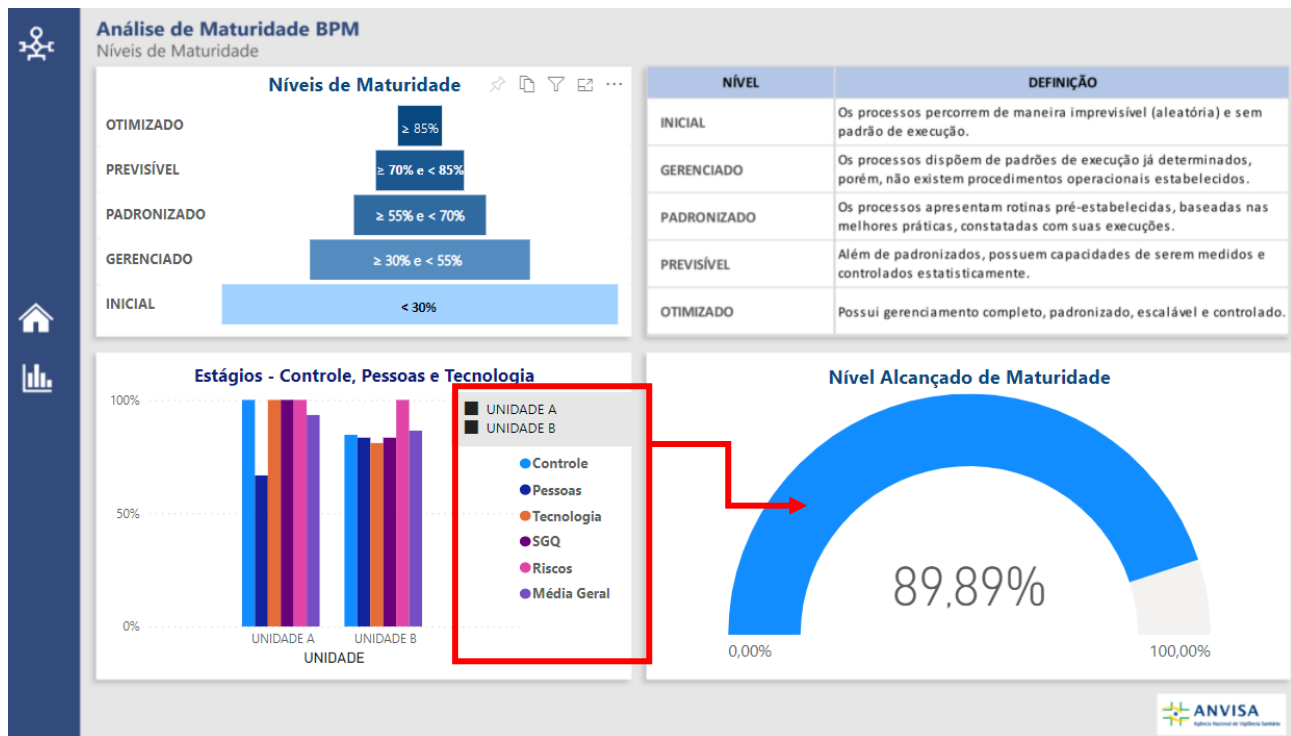 Análise de Maturidade BPM
Níveis de Maturidade
Níveis de Maturidade
OTIMIZADO
≥ 85%
PREVISÍVEL
≥ 70% e < 85%
PADRONIZADO
≥ 55% e < 70%
GERENCIADO
≥ 30% e < 55%
INICIAL
< 30%
NÍVEL DEFINIÇÃO
INICIAL
Os processos percorrem de maneira imprevisível (aleatória) e sem
padrão de execução.
GERENCIADO
Os processos dispõem de padrões de execução já determinados,
porém, não existem procedimentos operacionais estabelecidos.
PADRONIZADO
Os processos apresentam rotinas pré-estabelecidas, baseadas nas
melhores práticas, constatadas com suas execuções.
PREVISÍVEL
Além de padronizados, possuem capacidades de serem medidos e
controlados estatisticamente.
OTIMIZADO
Possui gerenciamento completo, padronizado, escalável e controlado.
Estágios - Controle, Pessoas e Tecnologia
100%
50%
0%
UNIDADE A
UNIDADE B
UNIDADE
UNIDADE A
UNIDADE B
Controle
Pessoas
Tecnologia
SGQ
Riscos
Média Geral
Nível Alcançado de Maturidade
89,89%
0,00%
100,00%
ANVISA
Agência Nacional de Vigilância Sanitária